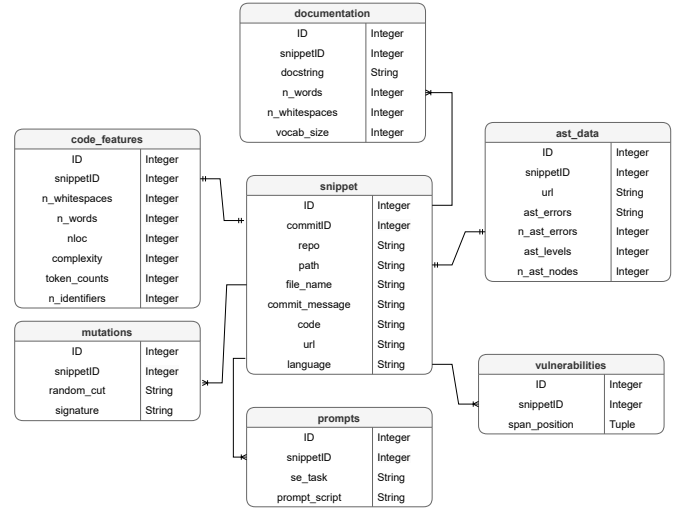 documentation
ID Integer
snippetID Integer
docstring String
n_words Integer
n_whitespaces Integer
vocab_size Integer
code_features
ID Integer
snippetID Integer
n_whitespaces Integer
n_words Integer
nloc Integer
complexity Integer
token_counts Integer
n_identifiers Integer
snippet
ID Integer
commitID Integer
repo String
path String
file_name String
commit_message String
code String
url String
language String
ast_data
ID Integer
snippetID Integer
url String
ast_errors String
n_ast_errors Integer
ast_levels Integer
n_ast_nodes Integer
mutations
ID Integer
snippetID Integer
random_cut String
signature String
vulnerabilities
ID Integer
snippetID Integer
span_position Tuple
prompts
ID Integer
snippetID Integer
se_task String
prompt_script String